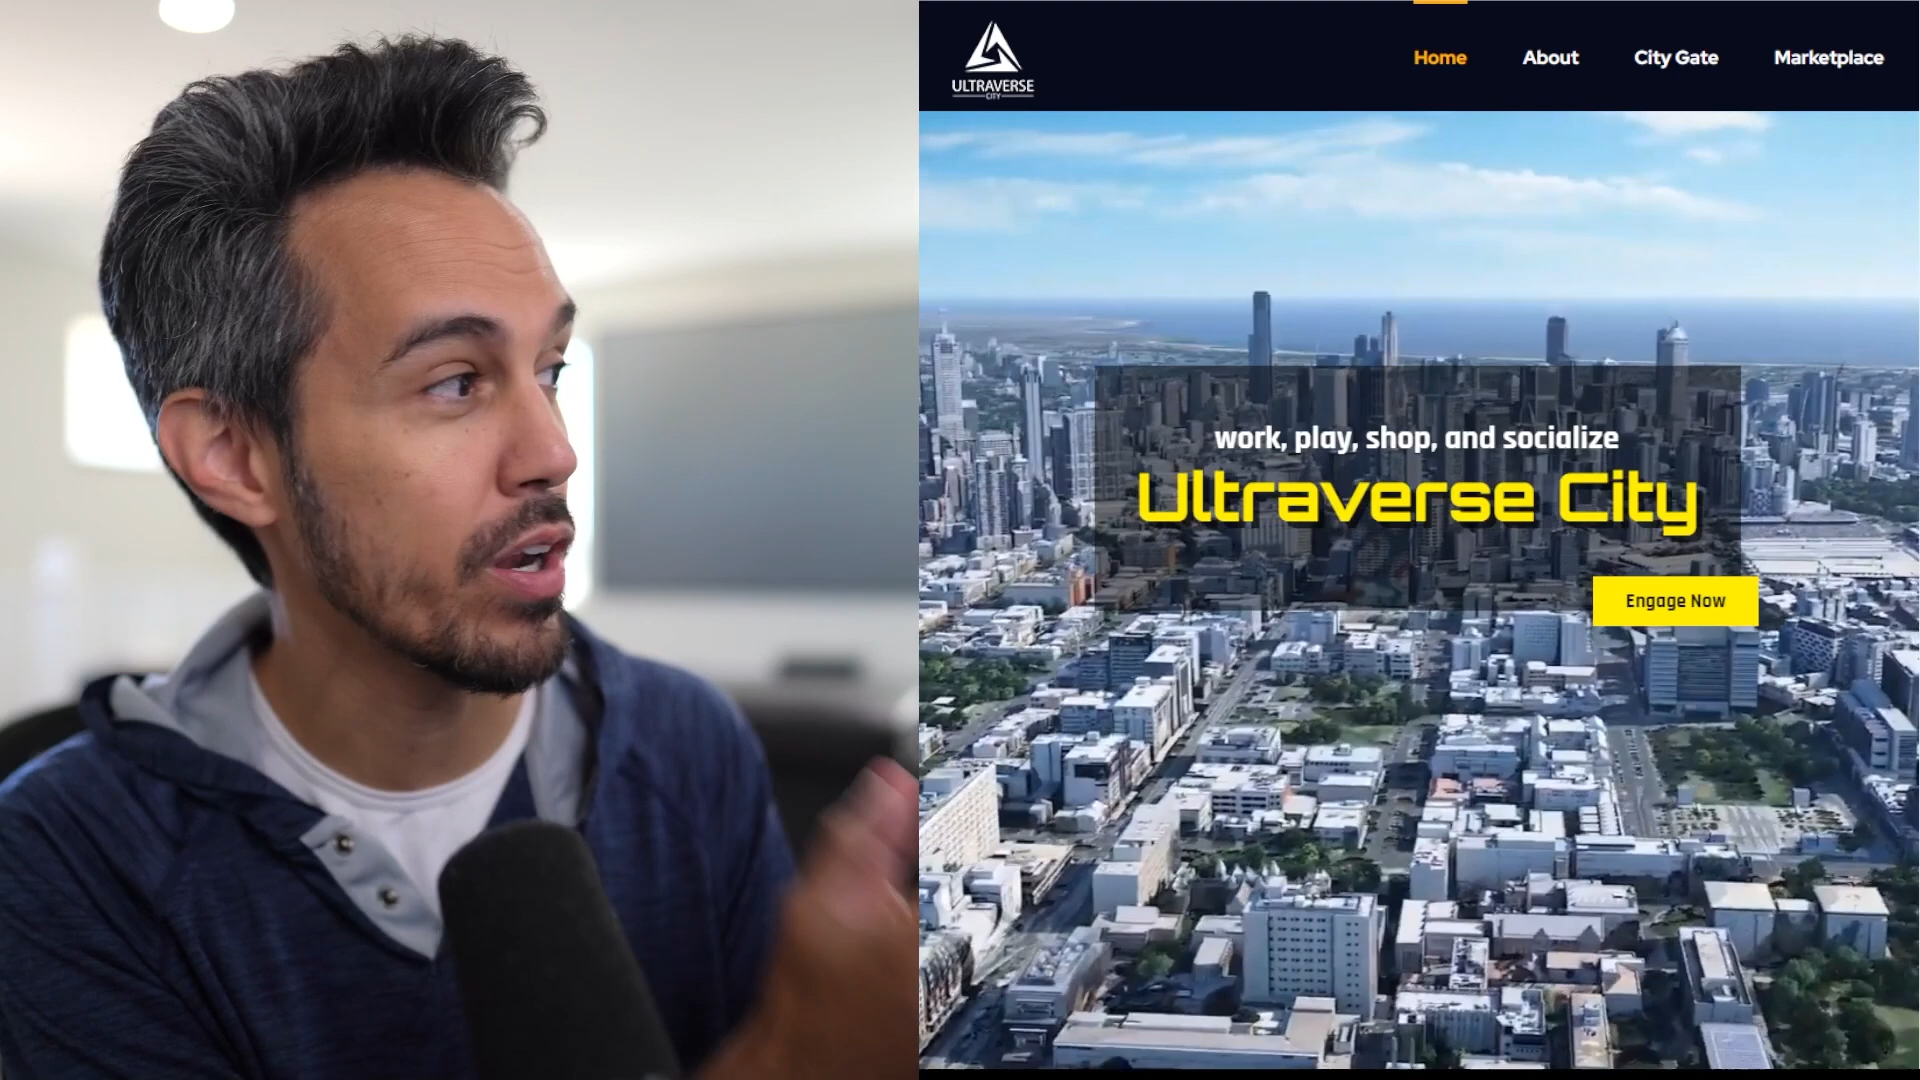 ULTRAVERSE
CITY
Home
About
City Gate
Marketplace
work, play, shop, and socialize
Ultraverse City
Engage Now